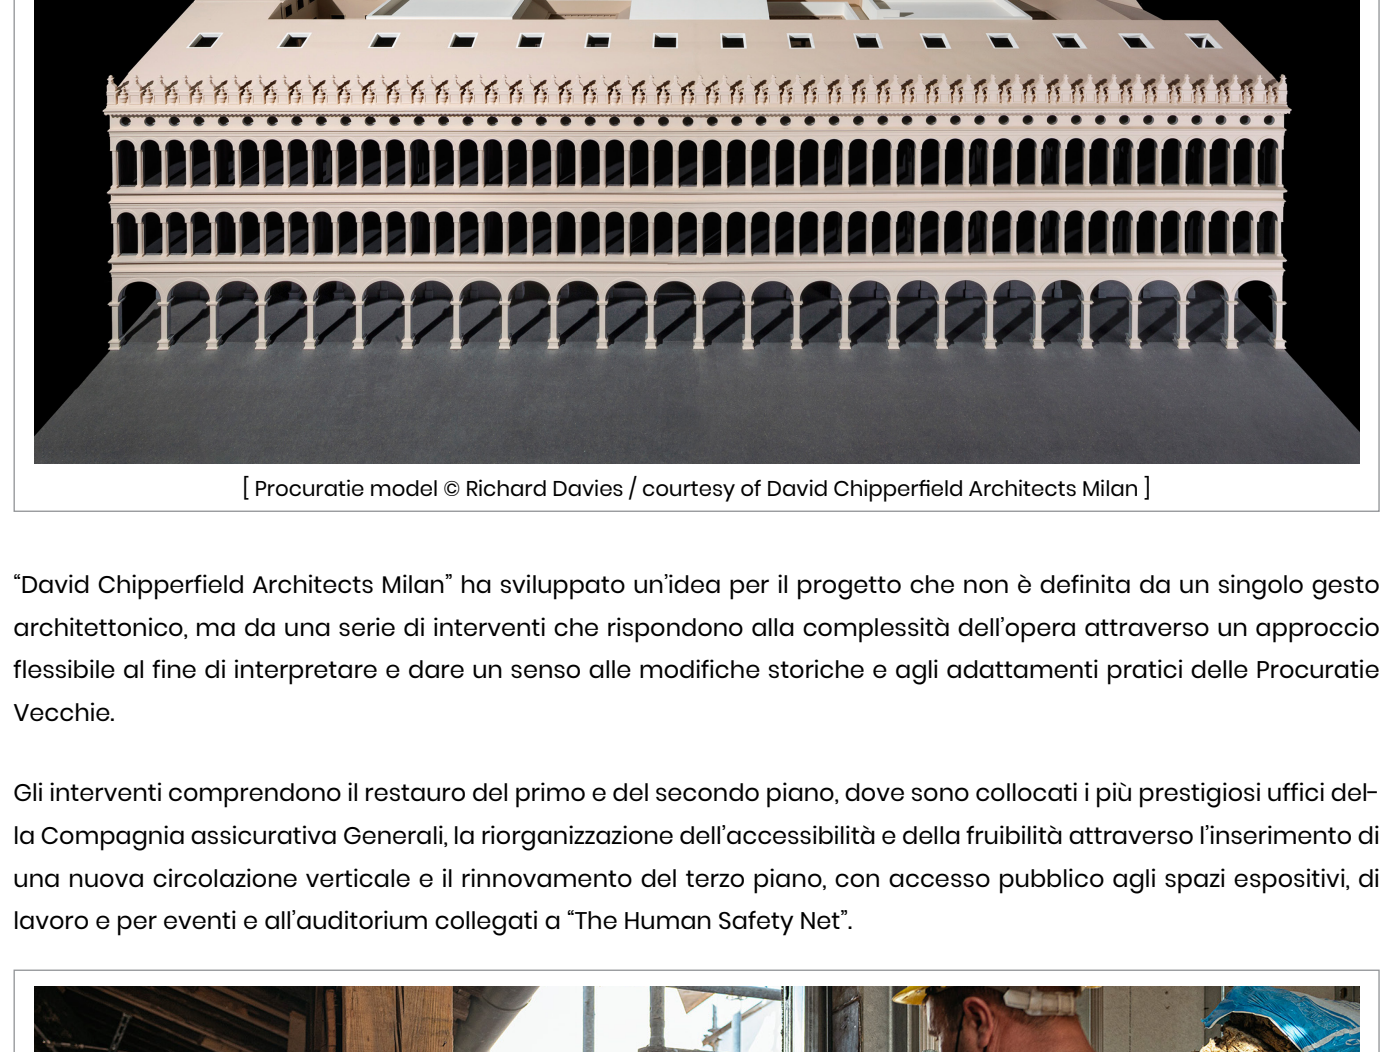 [ Procuratie model © Richard Davies / courtesy of David Chipperfield Architects Milan ]
“David Chipperfield Architects Milan” ha sviluppato un’idea per il progetto che non è definita da un singolo gesto
architettonico, ma da una serie di interventi che rispondono alla complessità dell’opera attraverso un approccio
flessibile al fine di interpretare e dare un senso alle modifiche storiche e agli adattamenti pratici delle Procuratie
Vecchie.
Gli interventi comprendono il restauro del primo e del secondo piano, dove sono collocati i più prestigiosi uffici del-
la Compagnia assicurativa Generali, la riorganizzazione dell’accessibilità e della fruibilità attraverso l’inserimento di
una nuova circolazione verticale e il rinnovamento del terzo piano, con accesso pubblico agli spazi espositivi, di
lavoro e per eventi e all’auditorium collegati a “The Human Safety Net”.